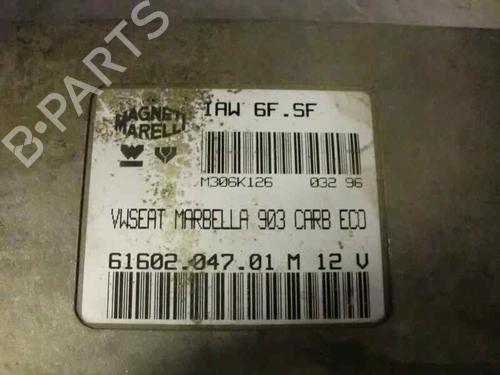 B-PARTS
MAGNETI
MARELLI
IAW 6F.SF
M306K126 032 96
VWSEAT MARBELLA 903 CARB ECO
61602.047.01 M 12 V